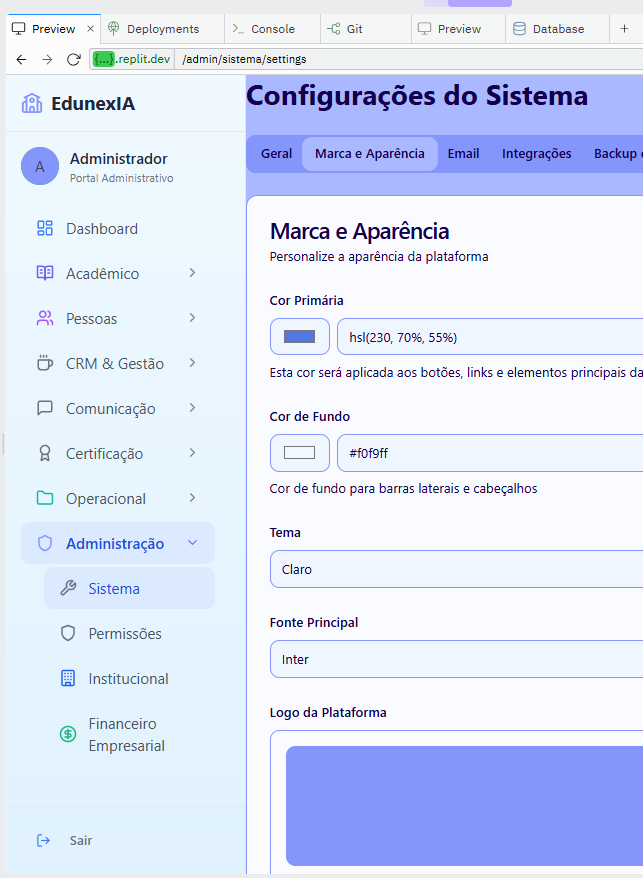 Preview
Deployments
Console
Git
Preview
Database
{...}.replit.dev /admin/sistema/settings
EdunexIA
A
Administrador
Portal Administrativo
Dashboard
Acadêmico
Pessoas
CRM & Gestão
Comunicação
Certificação
Operacional
Administração
Sistema
Permissões
Institucional
Financeiro
Empresarial
Sair
Configurações do Sistema
Geral
Marca e Aparência
Email
Integrações
Backup
Marca e Aparência
Personalize a aparência da plataforma
Cor Primária
hsl(230, 70%, 55%)
Esta cor será aplicada aos botões, links e elementos principais da
Cor de Fundo
#f0f9ff
Cor de fundo para barras laterais e cabeçalhos
Tema
Claro
Fonte Principal
Inter
Logo da Plataforma